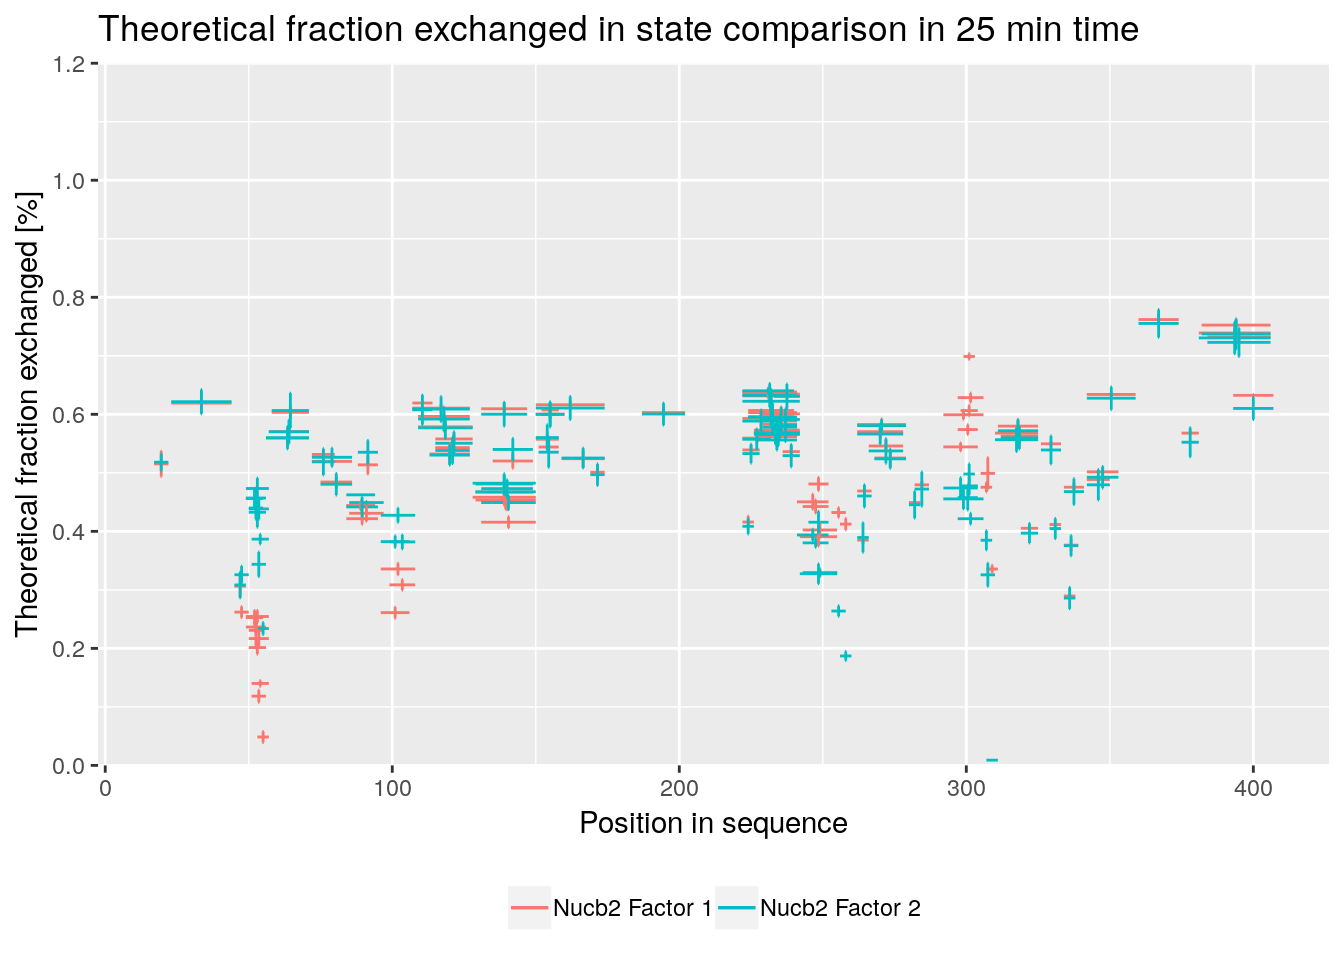 Theoretical fraction exchanged in state comparison in 25 min time
Theoretical fraction exchanged [%]
1.2
1.0
0.8
0.6
0.4
0.2
0.0
0 100 200 300 400
Position in sequence
Nucb2 Factor 1 Nucb2 Factor 2